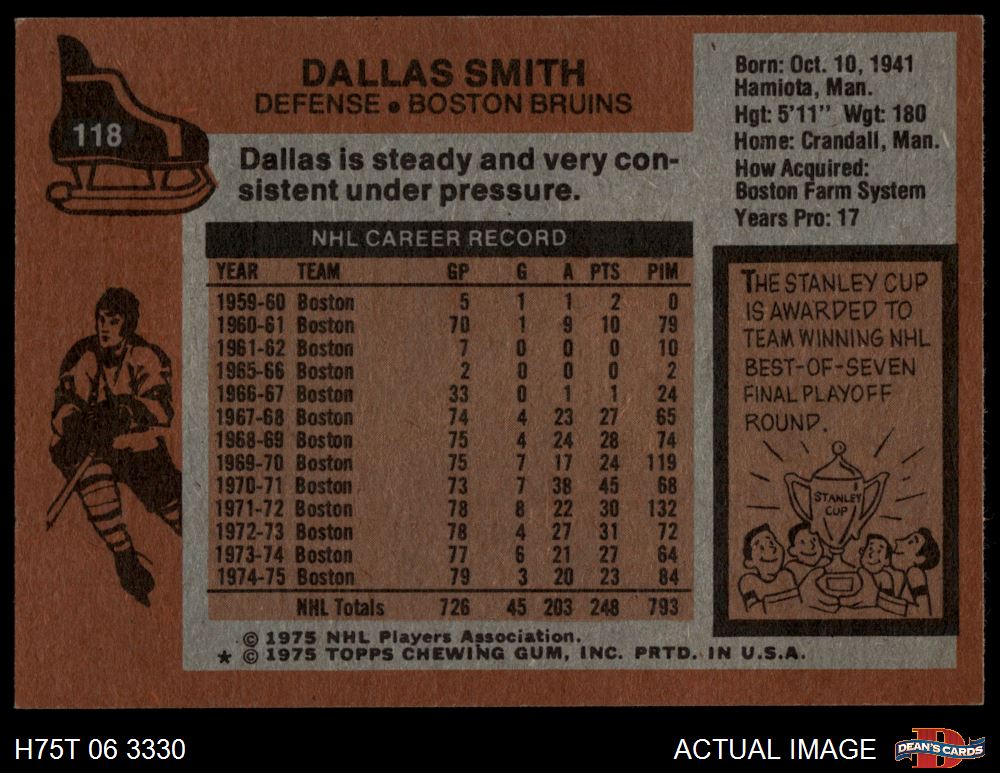 118
DALLAS SMITH
DEFENSE • BOSTON BRUINS
Dallas is steady and very con-
sistent under pressure.
Born: Oct. 10, 1941
Hamiota, Man.
Hgt: 5'11" Wgt: 180
Home: Crandall, Man.
How Acquired:
Boston Farm System
Years Pro: 17
NHL CAREER RECORD
YEAR TEAM GP G A PTS PIM
1959-60 Boston 5 1 1 2 0
1960-61 Boston 70 1 9 10 79
1961-62 Boston 7 0 0 0 10
1965-66 Boston 2 0 0 0 2
1966-67 Boston 33 0 1 1 24
1967-68 Boston 74 4 23 27 65
1968-69 Boston 75 4 24 28 74
1969-70 Boston 75 7 17 24 119
1970-71 Boston 73 7 38 45 68
1971-72 Boston 78 8 22 30 132
1972-73 Boston 78 4 27 31 72
1973-74 Boston 77 6 21 27 64
1974-75 Boston 79 3 20 23 84
NHL Totals 726 45 203 248 793
THE STANLEY CUP
IS AWARDED TO
TEAM WINNING NHL
BEST-OF-SEVEN
FINAL PLAYOFF
ROUND.
STANLEY
CUP
© 1975 NHL Players Association.
★ © 1975 TOPPS CHEWING GUM, INC. PRTD. IN U.S.A.
H75T 06 3330
ACTUAL IMAGE
D
DEAN'S CARDS